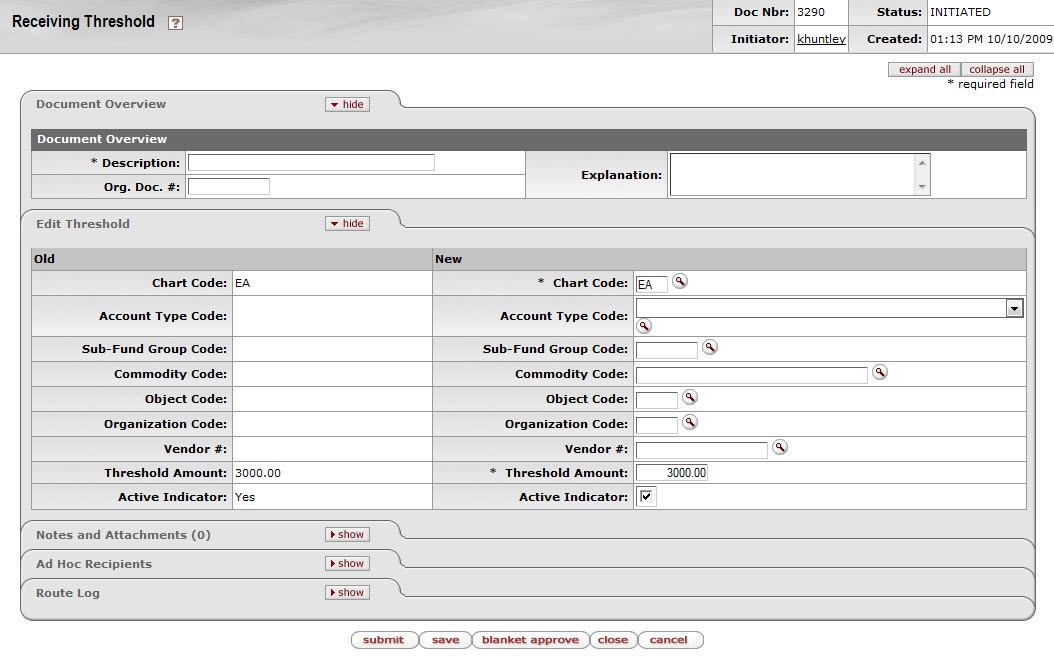 Receiving Threshold ?
Doc Nbr: 3290 Status: INITIATED
Initiator: khuntley Created: 01:13 PM 10/10/2009
expand all collapse all
* required field
Document Overview hide
Document Overview
* Description:
Org. Doc. #:
Explanation:
Edit Threshold hide
Old New
Chart Code: EA * Chart Code: EA
Account Type Code: Account Type Code:
Sub-Fund Group Code: Sub-Fund Group Code:
Commodity Code: Commodity Code:
Object Code: Object Code:
Organization Code: Organization Code:
Vendor #: Vendor #:
Threshold Amount: 3000.00 * Threshold Amount: 3000.00
Active Indicator: Yes Active Indicator:
Notes and Attachments (0) show
Ad Hoc Recipients show
Route Log show
submit save blanket approve close cancel